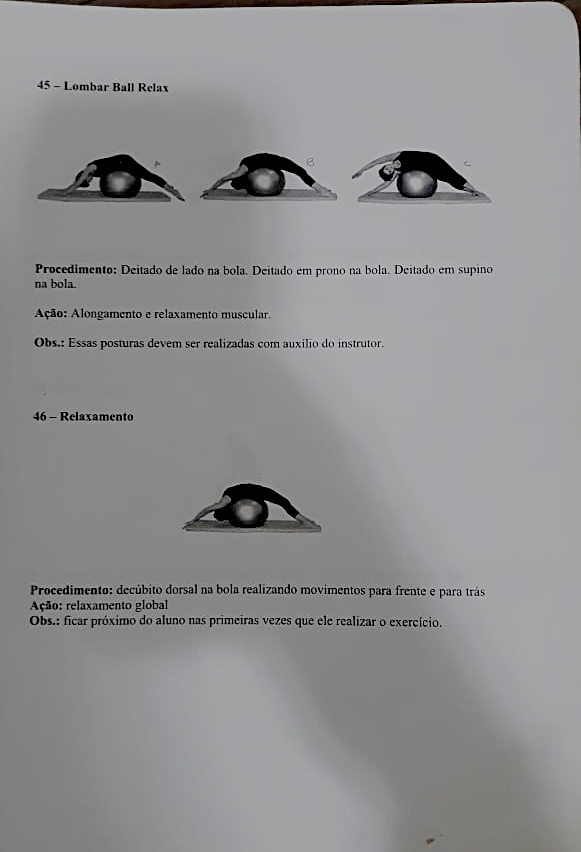 45 – Lombar Ball Relax
A B C
Procedimento: Deitado de lado na bola. Deitado em prono na bola. Deitado em supino
na bola.
Ação: Alongamento e relaxamento muscular.
Obs.: Essas posturas devem ser realizadas com auxílio do instrutor.
46 – Relaxamento
Procedimento: decúbito dorsal na bola realizando movimentos para frente e para trás
Ação: relaxamento global
Obs.: ficar próximo do aluno nas primeiras vezes que ele realizar o exercício.